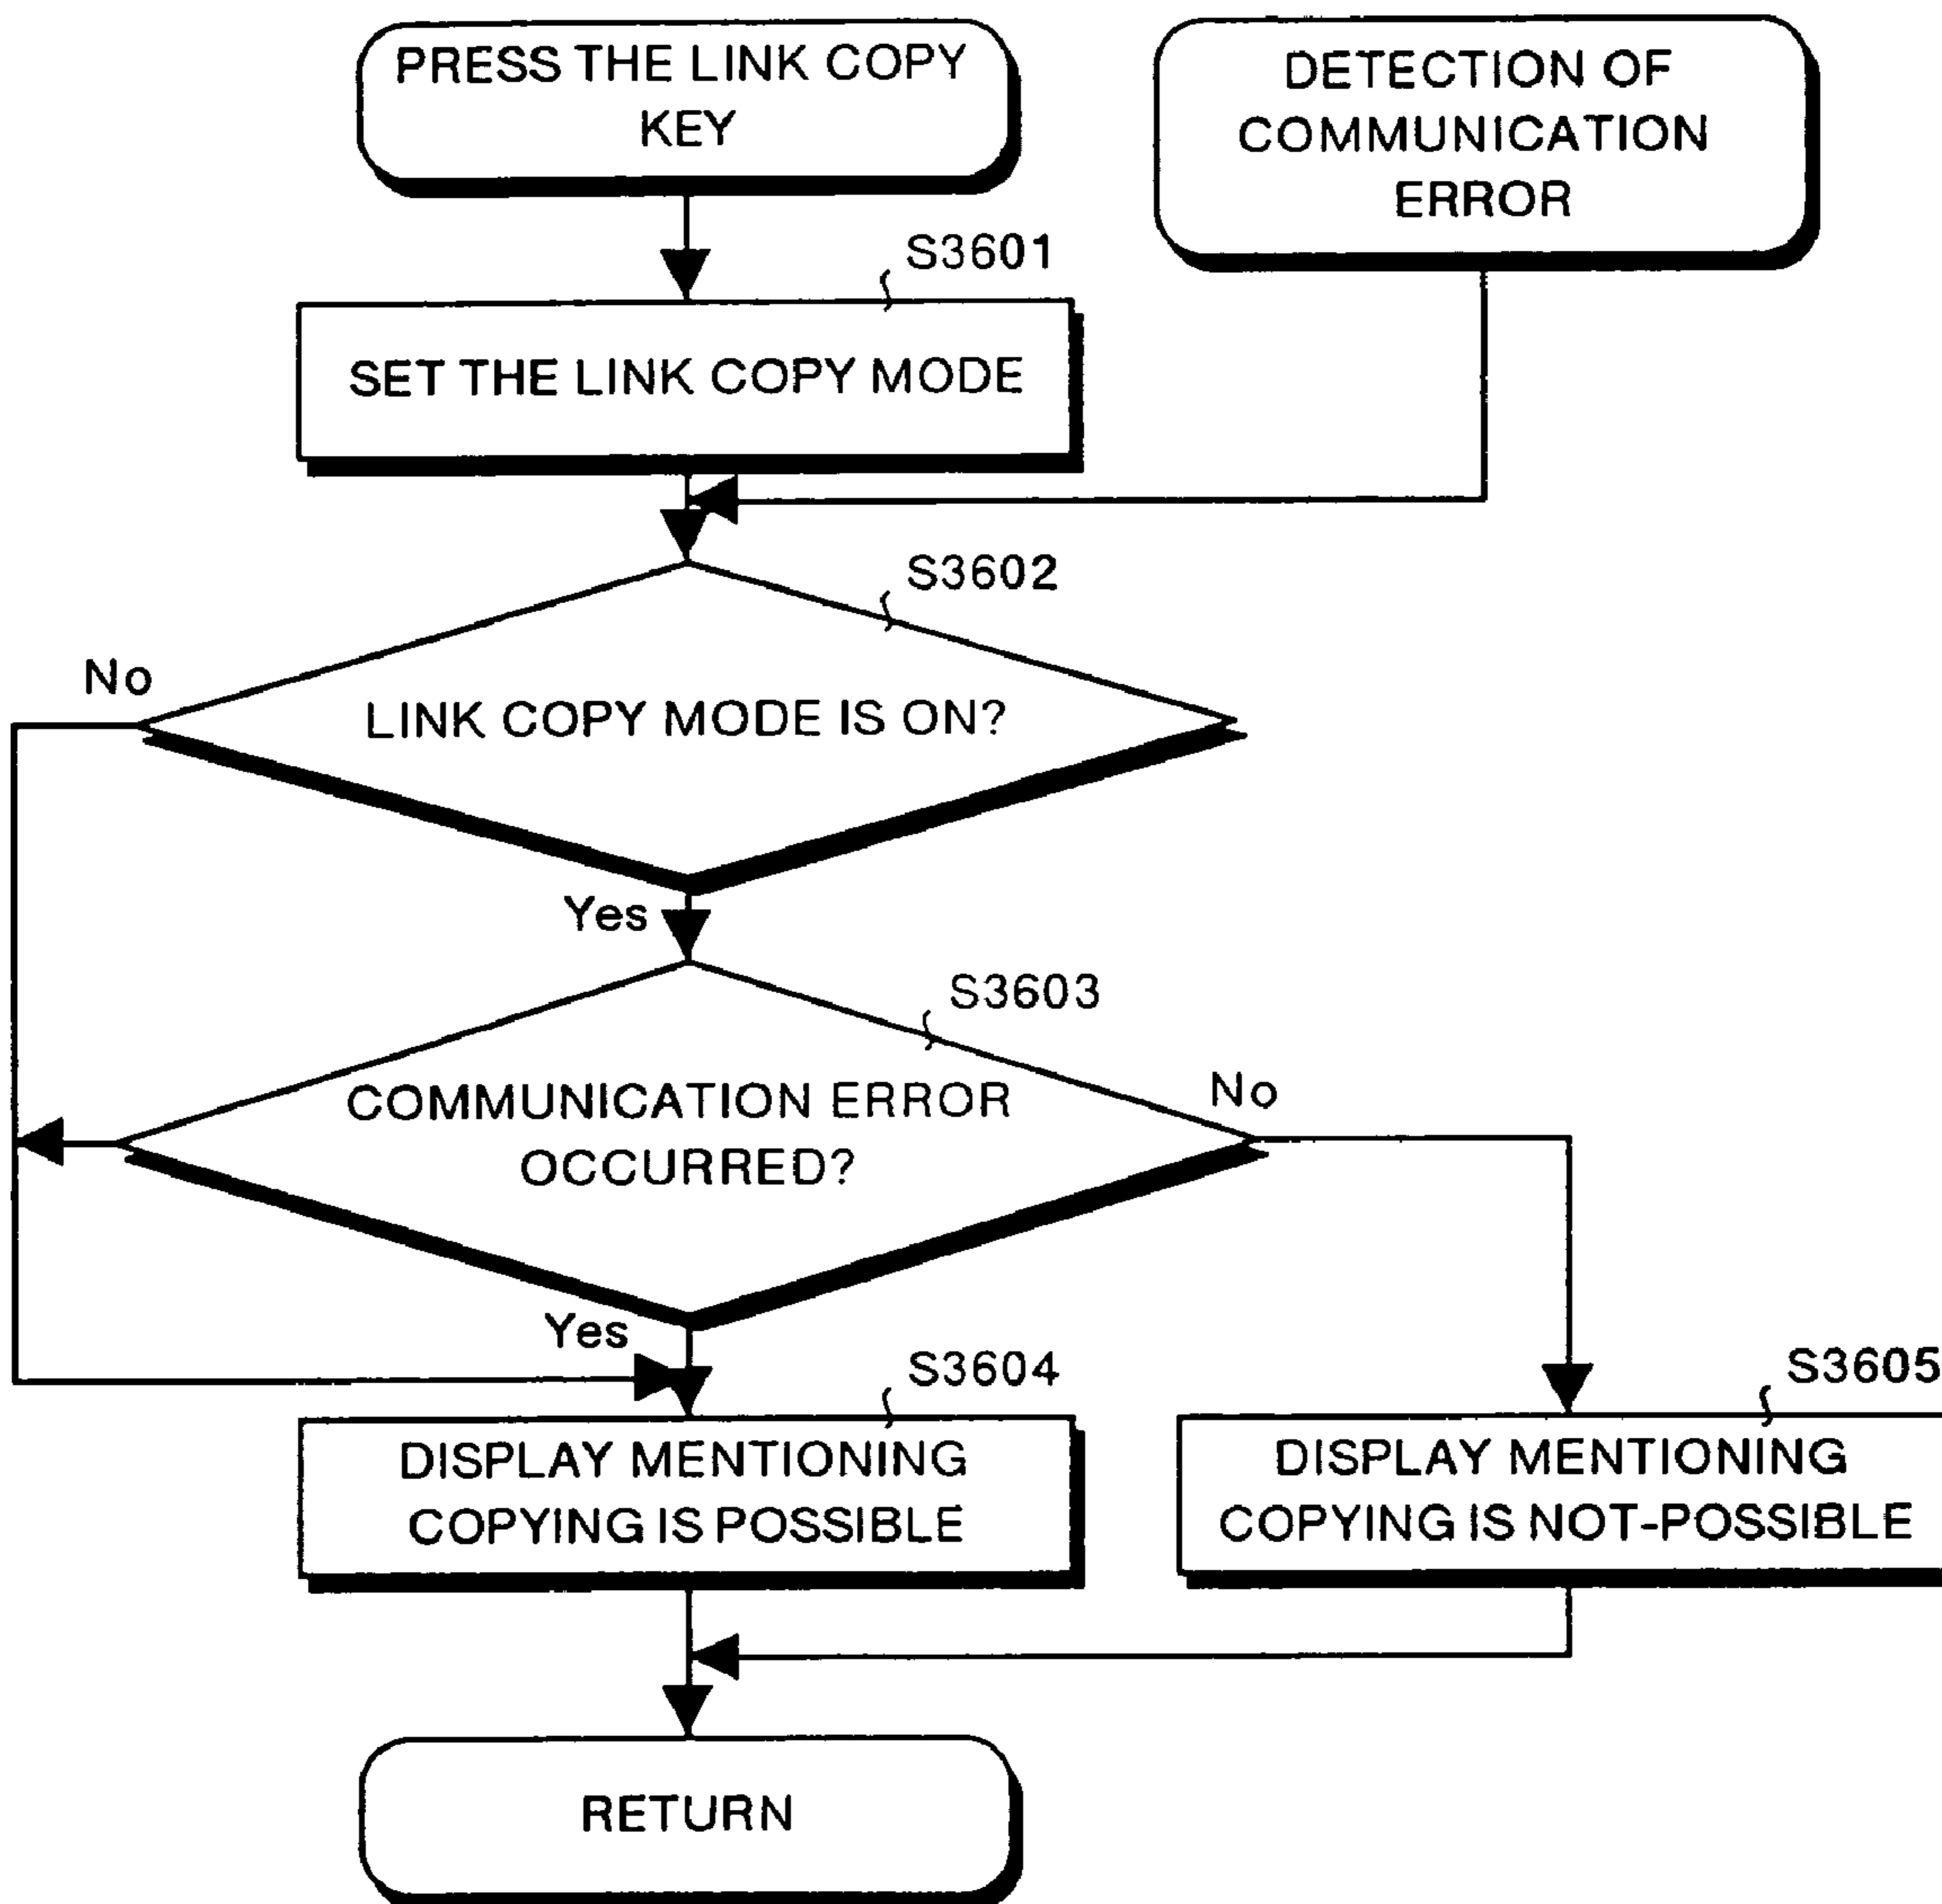 PRESS THE LINK COPY
KEY
DETECTION OF
COMMUNICATION
ERROR
S3601
SET THE LINK COPY MODE
S3602
No
LINK COPY MODE IS ON?
Yes
S3603
COMMUNICATION ERROR
OCCURRED?
No
Yes
S3604
DISPLAY MENTIONING
COPYING IS POSSIBLE
S3605
DISPLAY MENTIONING
COPYING IS NOT-POSSIBLE
RETURN